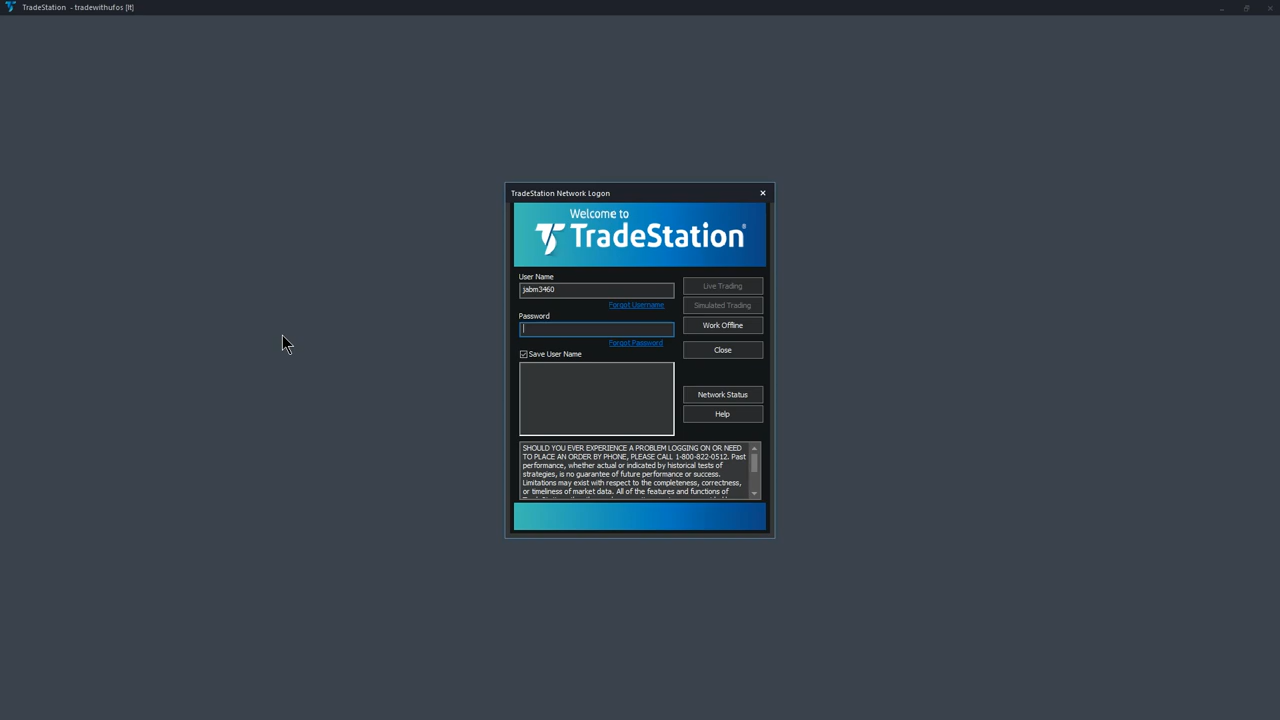 TradeStation - tradewithufos [lt]
TradeStation Network Logon
Welcome to
TradeStation®
User Name
jabm3460
Forgot Username
Password
Forgot Password
Save User Name
Live Trading
Simulated Trading
Work Offline
Close
Network Status
Help
SHOULD YOU EVER EXPERIENCE A PROBLEM LOGGING ON OR NEED
TO PLACE AN ORDER BY PHONE, PLEASE CALL 1-800-822-0512. Past
performance, whether actual or indicated by historical tests of
strategies, is no guarantee of future performance or success.
Limitations may exist with respect to the completeness, correctness,
or timeliness of market data. All of the features and functions of